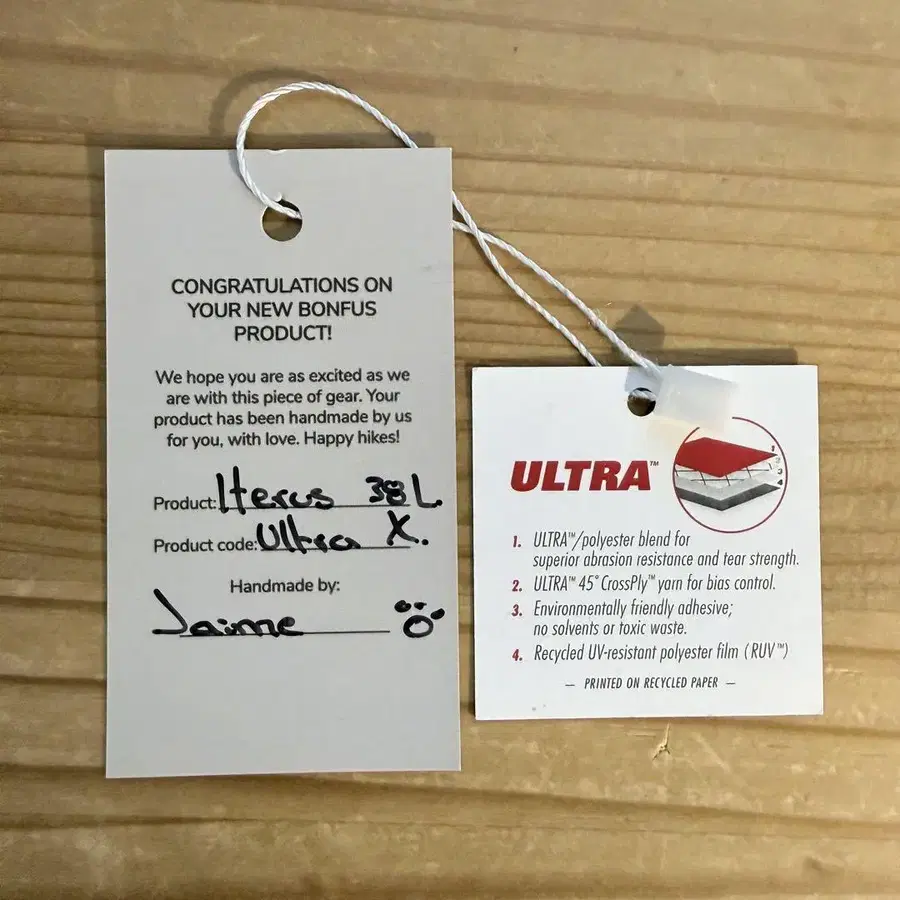 CONGRATULATIONS ON
YOUR NEW BONFUS
PRODUCT!
We hope you are as excited as we
are with this piece of gear. Your
product has been handmade by us
for you, with love. Happy hikes!
Product: Iterus 38L
Product code: Ultra X.
Handmade by:
Jaime
ULTRA™
1
2
3
4
1. ULTRA™/polyester blend for
superior abrasion resistance and tear strength.
2. ULTRA™ 45° CrossPly™ yarn for bias control.
3. Environmentally friendly adhesive;
no solvents or toxic waste.
4. Recycled UV-resistant polyester film (RUV™)
— PRINTED ON RECYCLED PAPER —